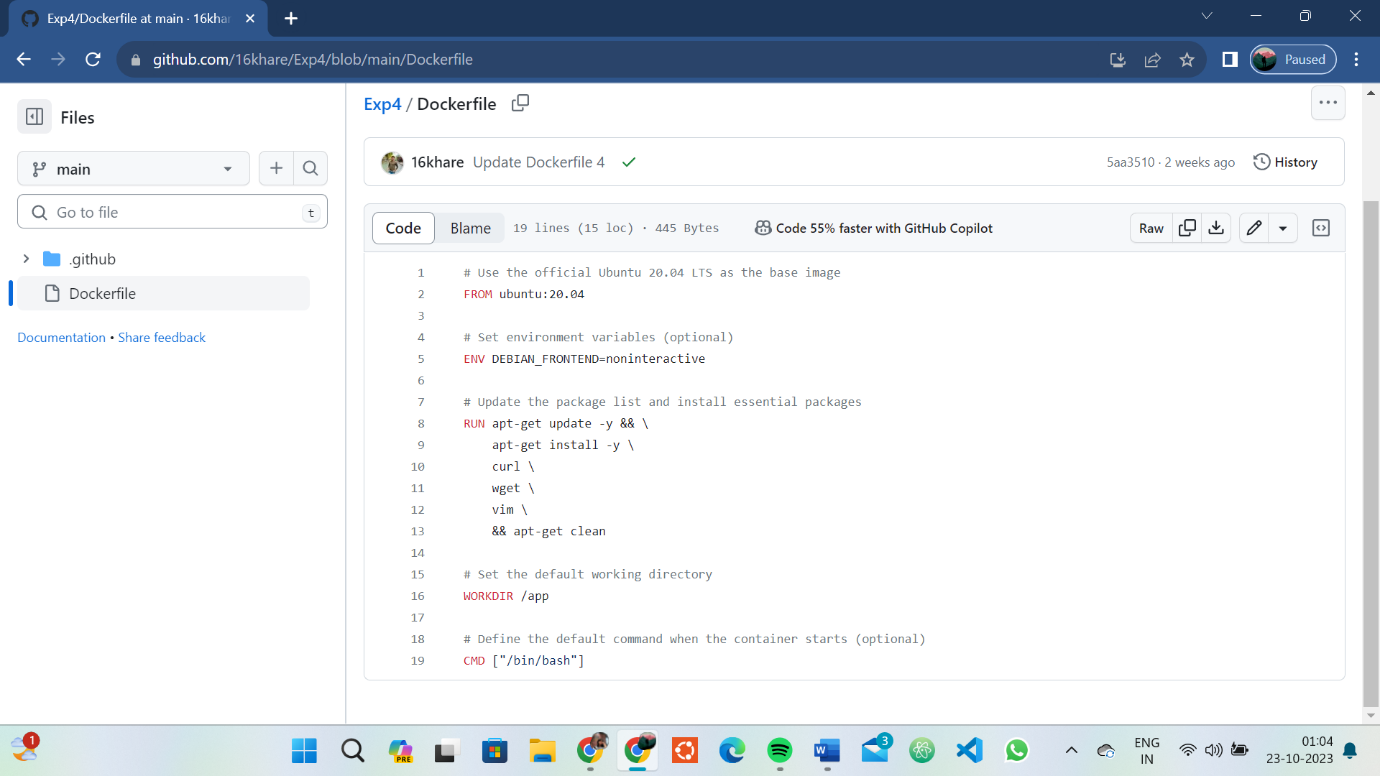 Exp4/Dockerfile at main · 16khar
github.com/16khare/Exp4/blob/main/Dockerfile
Paused
Files
main
Go to file
t
.github
Dockerfile
Documentation • Share feedback
Exp4 / Dockerfile
16khare Update Dockerfile 4
5aa3510 · 2 weeks ago
History
Code Blame
19 lines (15 loc) · 445 Bytes
Code 55% faster with GitHub Copilot
Raw
1 # Use the official Ubuntu 20.04 LTS as the base image
2 FROM ubuntu:20.04
3
4 # Set environment variables (optional)
5 ENV DEBIAN_FRONTEND=noninteractive
6
7 # Update the package list and install essential packages
8 RUN apt-get update -y && \
9 apt-get install -y \
10 curl \
11 wget \
12 vim \
13 && apt-get clean
14
15 # Set the default working directory
16 WORKDIR /app
17
18 # Define the default command when the container starts (optional)
19 CMD ["/bin/bash"]
1
PRE
W
3
ENG
IN
01:04
23-10-2023